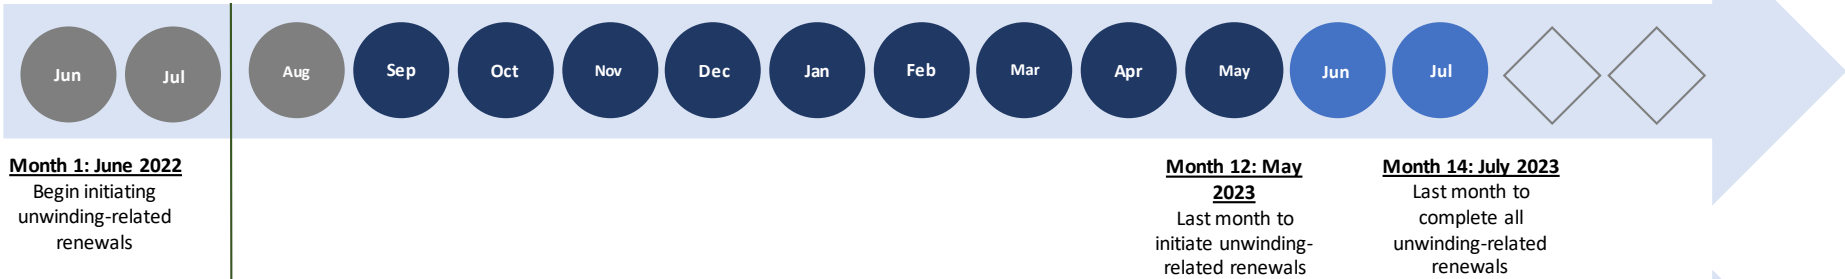 Jun Jul Aug Sep Oct Nov Dec Jan Feb Mar Apr May Jun Jul
Month 1: June 2022
Begin initiating
unwinding-related
renewals
Month 12: May
2023
Last month to
initiate unwinding-
related renewals
Month 14: July 2023
Last month to
complete all
unwinding-related
renewals